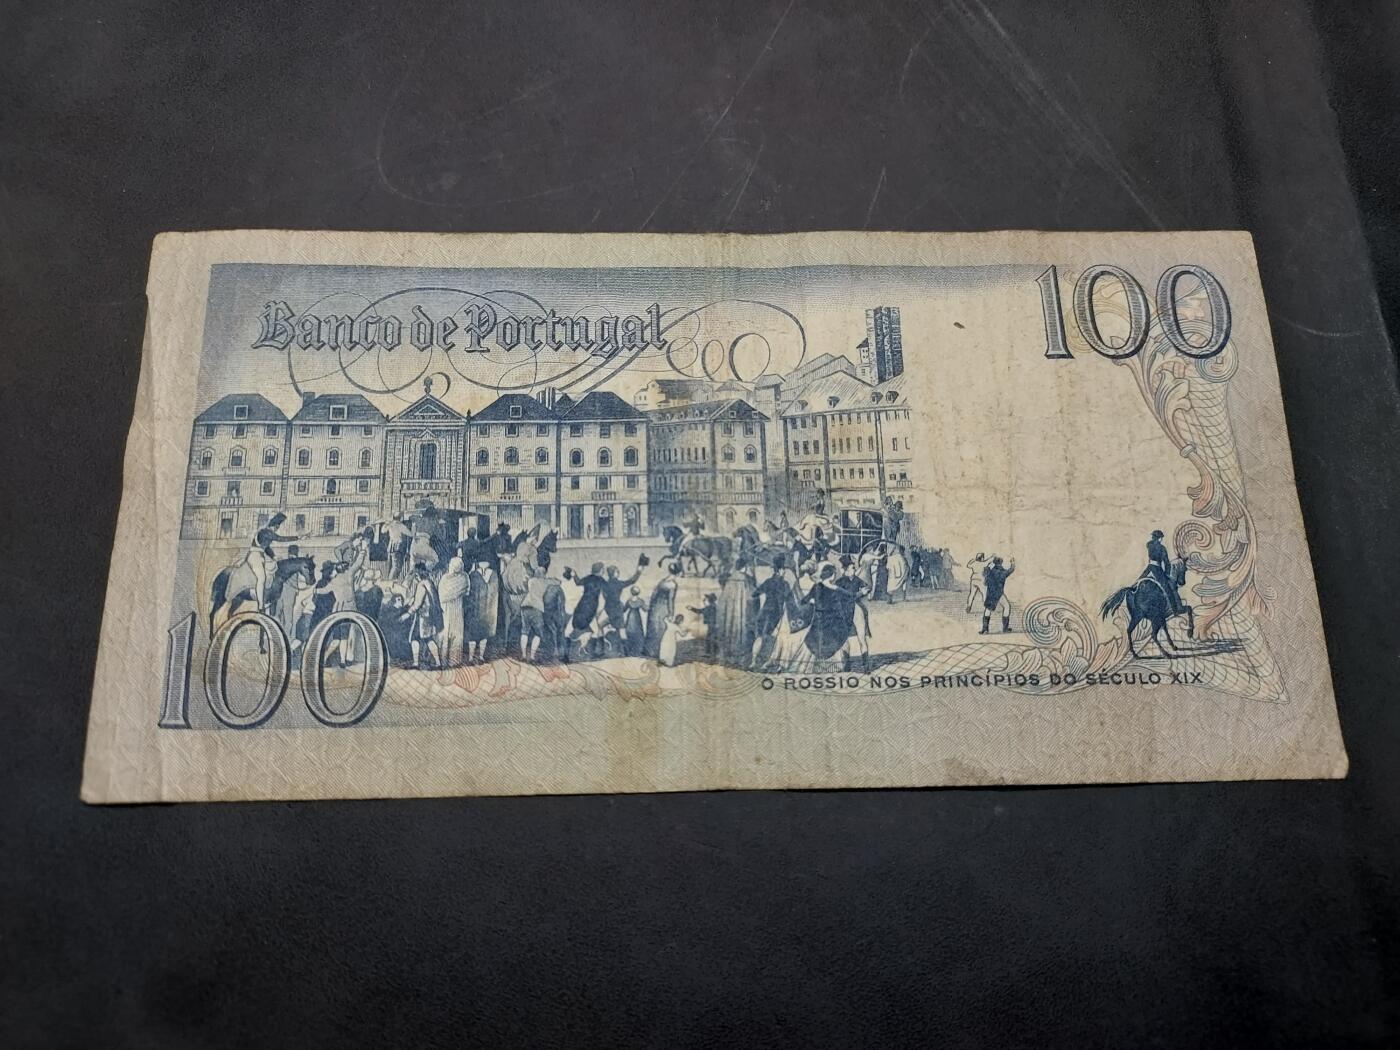 Banco de Portugal
100
100
O ROSSIO NOS PRINCÍPIOS DO SÉCULO XIX